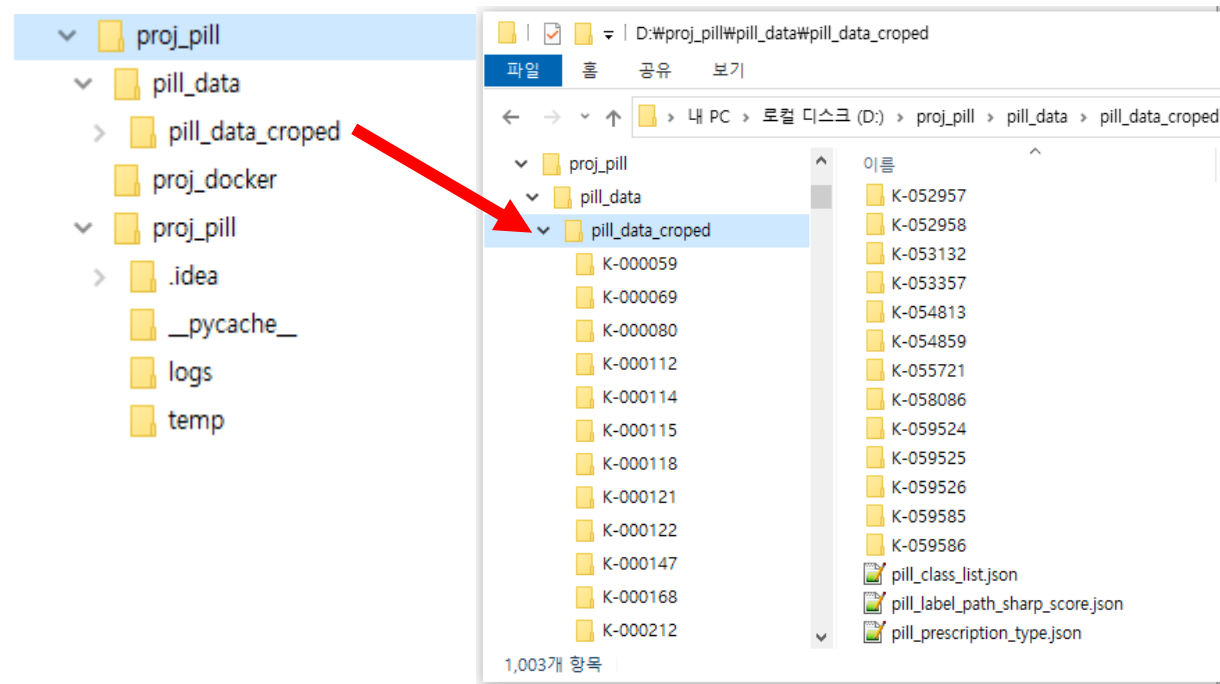 proj_pill
pill_data
pill_data_croped
proj_docker
proj_pill
.idea
__pycache__
logs
temp
D:₩proj_pill₩pill_data₩pill_data_croped
파일 홈 공유 보기
내 PC > 로컬 디스크 (D:) > proj_pill > pill_data > pill_data_croped
proj_pill
pill_data
pill_data_croped
K-000059
K-000069
K-000080
K-000112
K-000114
K-000115
K-000118
K-000121
K-000122
K-000147
K-000168
K-000212
이름
K-052957
K-052958
K-053132
K-053357
K-054813
K-054859
K-055721
K-058086
K-059524
K-059525
K-059526
K-059585
K-059586
pill_class_list.json
pill_label_path_sharp_score.json
pill_prescription_type.json
1,003개 항목